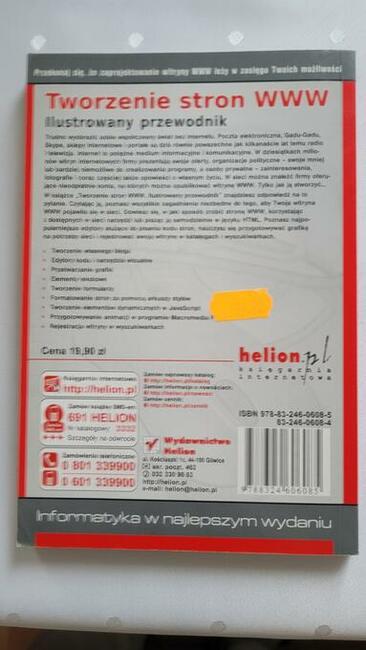 Przekonaj się, że zaprojektowanie witryny WWW leży w zasięgu Twoich możliwości
Tworzenie stron WWW
Ilustrowany przewodnik
Trudno wyobrazić sobie współczesny świat bez internetu. Poczta elektroniczna, Gadu-Gadu,
Skype, sklepy internetowe i portale są dziś równie powszechne jak kilkanaście lat temu radio
i telewizja. Internet to potężne medium informacyjne i komunikacyjne. W dziesiątkach milio-
nów witryn internetowych firmy prezentują swoje oferty, organizacje polityczne – swoje mniej
lub bardziej niemożliwe do zrealizowania programy, a osoby prywatne – zainteresowania,
fotografie i coraz częściej także opowieści o własnym życiu. W sieci można znaleźć firmy oferu-
jące nieodpłatnie konta, na których można opublikować witrynę WWW. Tylko jak ją stworzyć...
W książce „Tworzenie stron WWW. Ilustrowany przewodnik" znajdziesz odpowiedź na to
pytanie. Czytając ją, poznasz wszystkie zagadnienia niezbędne do tego, aby Twoja witryna
WWW pojawiła się w sieci. Dowiesz się, w jaki sposób zrobić stronę WWW, korzystając
z dostępnych w sieci narzędzi lub pisząc ją samodzielnie w języku HTML. Poznasz najpo-
pularniejsze edytory służące do pisania kodu stron, nauczysz się przygotowywać grafikę
na potrzeby sieci i rejestrować swoją witrynę w katalogach i wyszukiwarkach.
Tworzenie własnego blogu
Edytory kodu i narzędzia wizualne
Przetwarzanie grafiki
Elementy tekstowe
Tworzenie formularzy
Formatowanie stron za pomocą arkuszy stylów
Tworzenie elementów dynamicznych w JavaScript
Przygotowywanie animacji w programie Macromedia
Rejestracja witryny w wyszukiwarkach
Cena 19,90 zł
helion.pl
księgarnia
internetowa
Księgarnia internetowa:
http://helion.pl
Zamów najnowszy katalog:
http://helion.pl/katalog
Zamów informacje o nowościach:
http://helion.pl/nowosci
Zamów cennik:
http://helion.pl/cennik
Zamów książkę SMS-em:
691 HELION
Nr katalogowy: 3332
Szczegóły na odwrocie
Zamówienia telefoniczne:
0 801 339900
0 601 339900
Wydawnictwo
Helion
ul. Kościuszki 1c, 44-100 Gliwice
skr. poczt. 462
032 230 98 63
http://helion.pl
e-mail: helion@helion.pl
ISBN 978-83-246-0608-5
83-246-0608-4
9788324606085
Informatyka w najlepszym wydaniu